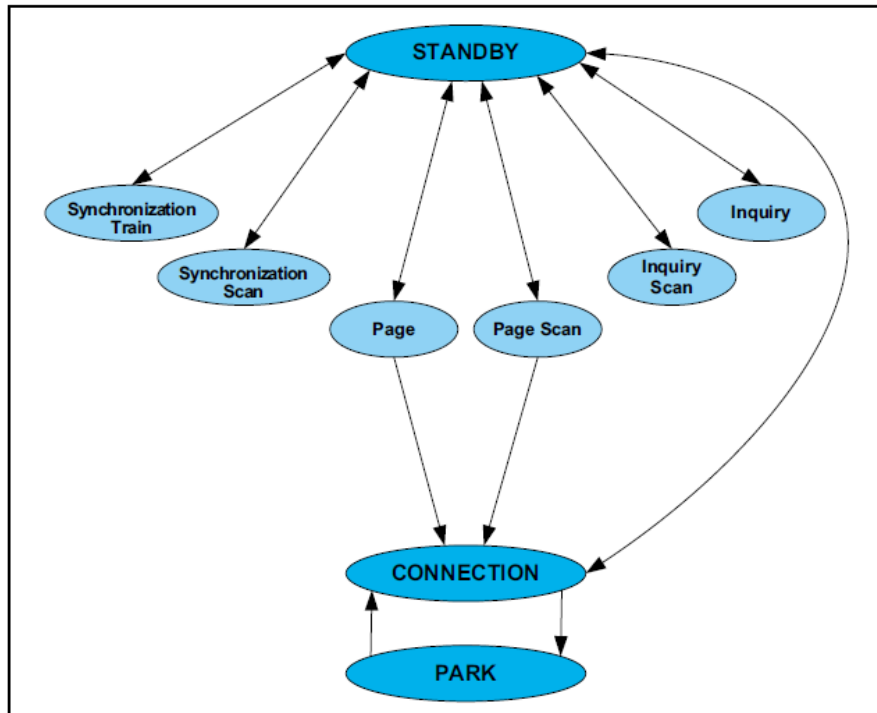 STANDBY
Synchronization
Train
Inquiry
Synchronization
Scan
Inquiry
Scan
Page
Page Scan
CONNECTION
PARK